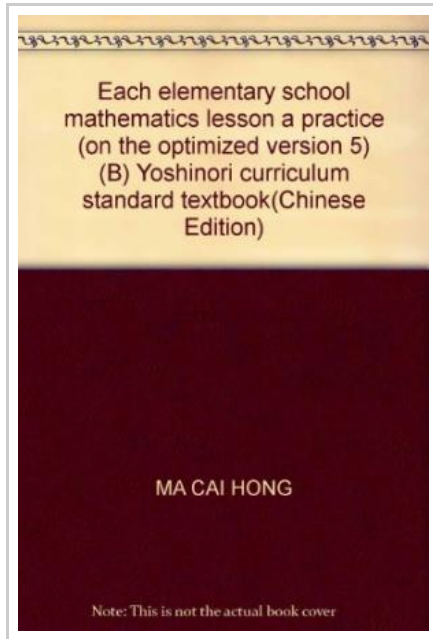 Each elementary school
mathematics lesson a practice
(on the optimized version 5)
(B) Yoshinori curriculum
standard textbook(Chinese
Edition)
MA CAI HONG
Note: This is not the actual book cover